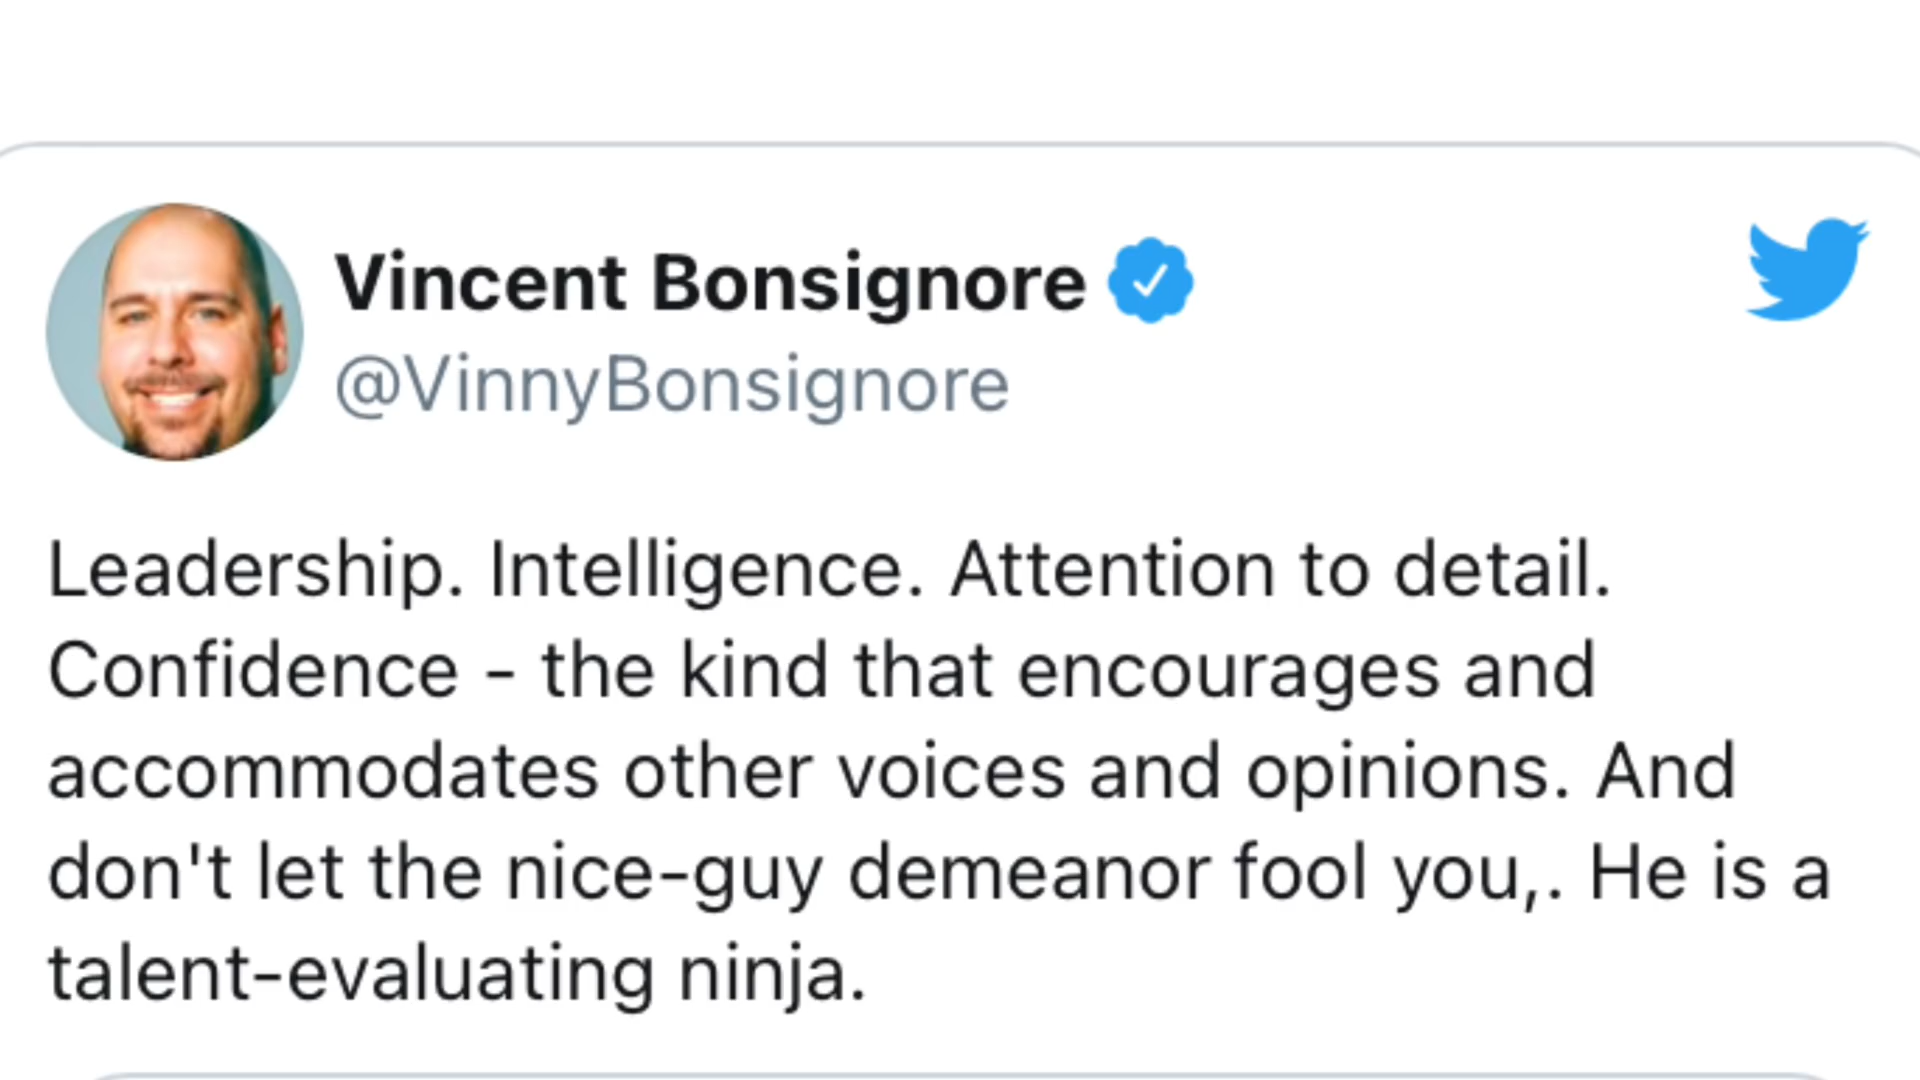 Vincent Bonsignore
@VinnyBonsignore
Leadership. Intelligence. Attention to detail.
Confidence - the kind that encourages and
accommodates other voices and opinions. And
don't let the nice-guy demeanor fool you,. He is a
talent-evaluating ninja.